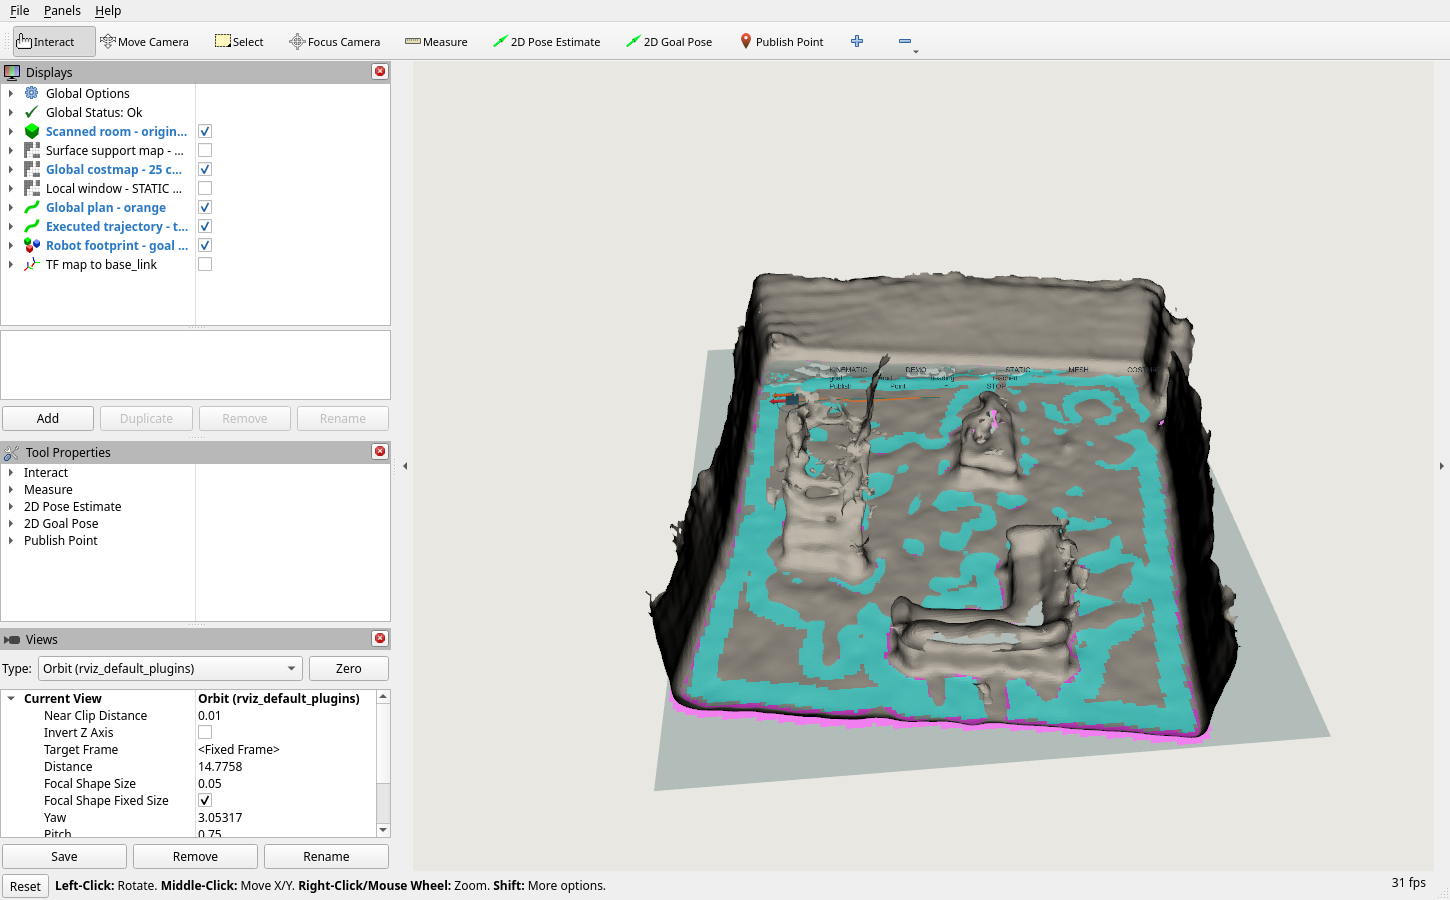 File Panels Help
Interact Move Camera Select Focus Camera Measure 2D Pose Estimate 2D Goal Pose Publish Point
Displays
Global Options
Global Status: Ok
Scanned room - origin...
Surface support map - ...
Global costmap - 25 c...
Local window - STATIC ...
Global plan - orange
Executed trajectory - t...
Robot footprint - goal ...
TF map to base_link
Add Duplicate Remove Rename
Tool Properties
Interact
Measure
2D Pose Estimate
2D Goal Pose
Publish Point
Views
Type: Orbit (rviz_default_plugins) Zero
Current View Orbit (rviz_default_plugins)
Near Clip Distance 0.01
Invert Z Axis
Target Frame <Fixed Frame>
Distance 14.7758
Focal Shape Size 0.05
Focal Shape Fixed Size
Yaw 3.05317
Pitch 0.75
Save Remove Rename
Reset Left-Click: Rotate. Middle-Click: Move X/Y. Right-Click/Mouse Wheel: Zoom. Shift: More options. 31 fps
KINEMATIC DEMO STATIC MESH
goal heading reached
Publish Point STOP